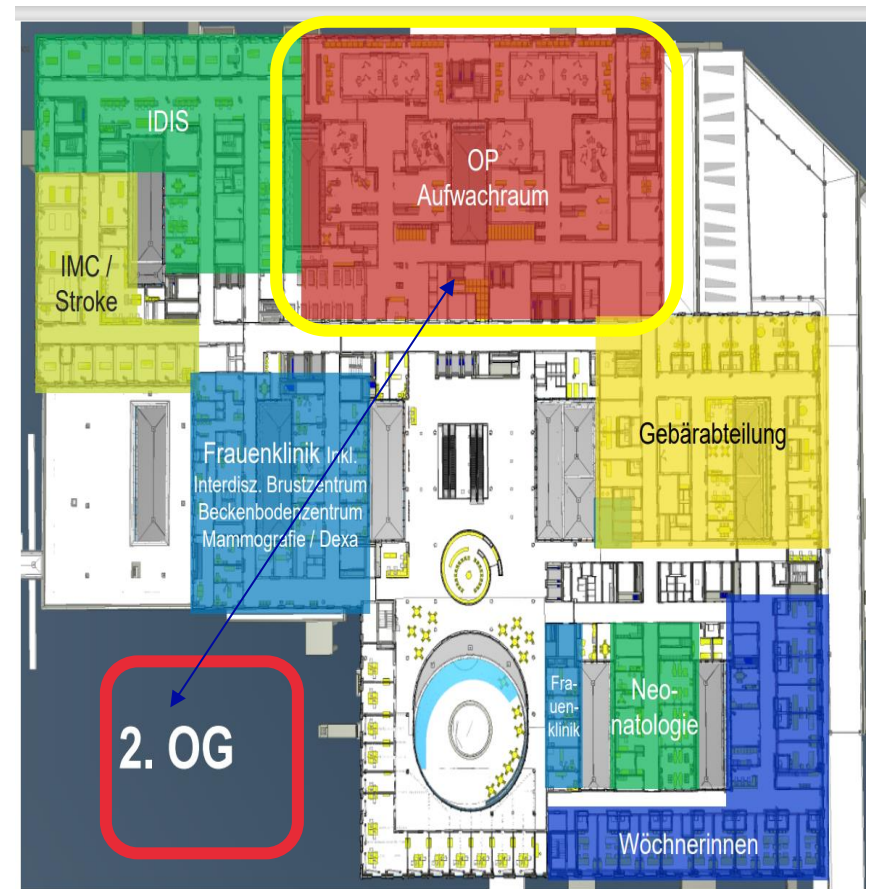 IDIS
OP
Aufwachraum
IMC /
Stroke
Frauenklinik Inkl.
Interdisz. Brustzentrum
Beckenbodenzentrum
Mammografie / Dexa
Gebärabteilung
2. OG
Fra-
uen-
klinik
Neo-
natologie
Wöchnerinnen